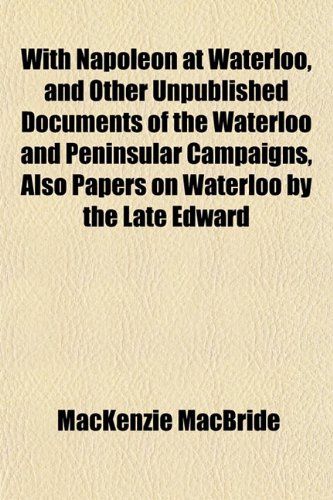 With Napoleon at Waterloo,
and Other Unpublished
Documents of the Waterloo
and Peninsular Campaigns,
Also Papers on Waterloo by
the Late Edward
MacKenzie MacBride